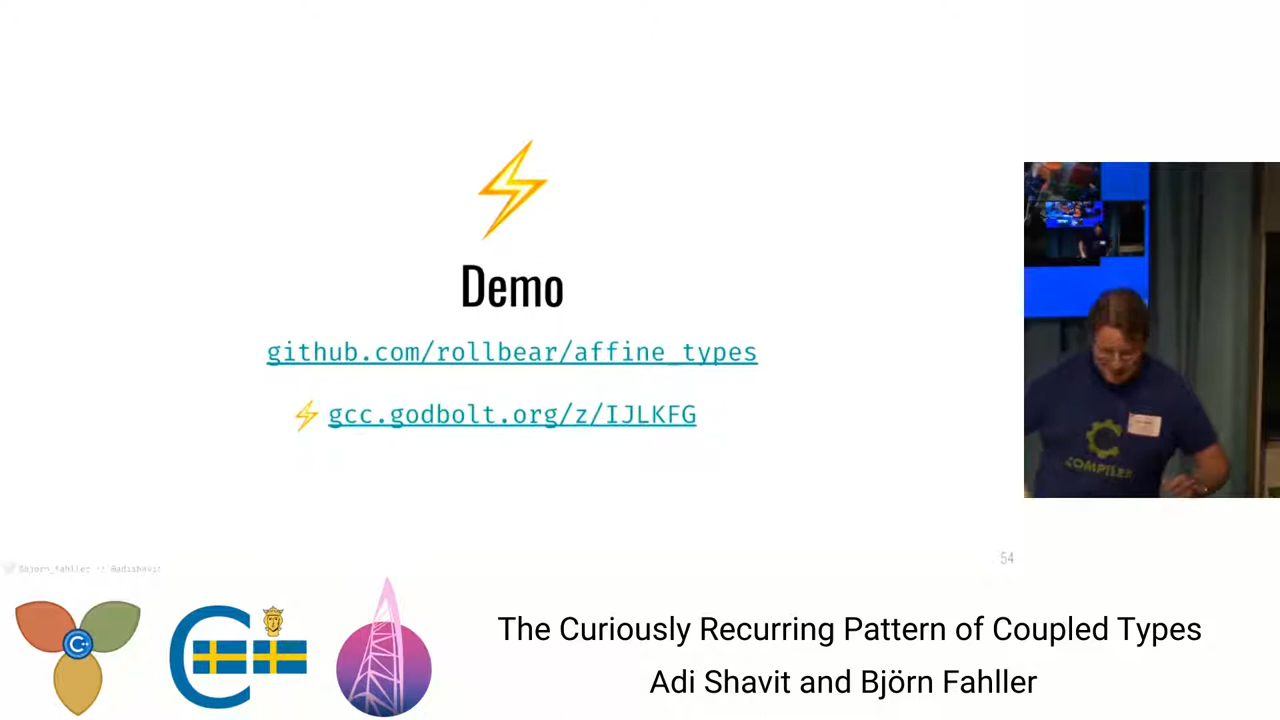 Demo
github.com/rollbear/affine_types
gcc.godbolt.org/z/IJLKFG
54
COMPILER
The Curiously Recurring Pattern of Coupled Types
Adi Shavit and Björn Fahller